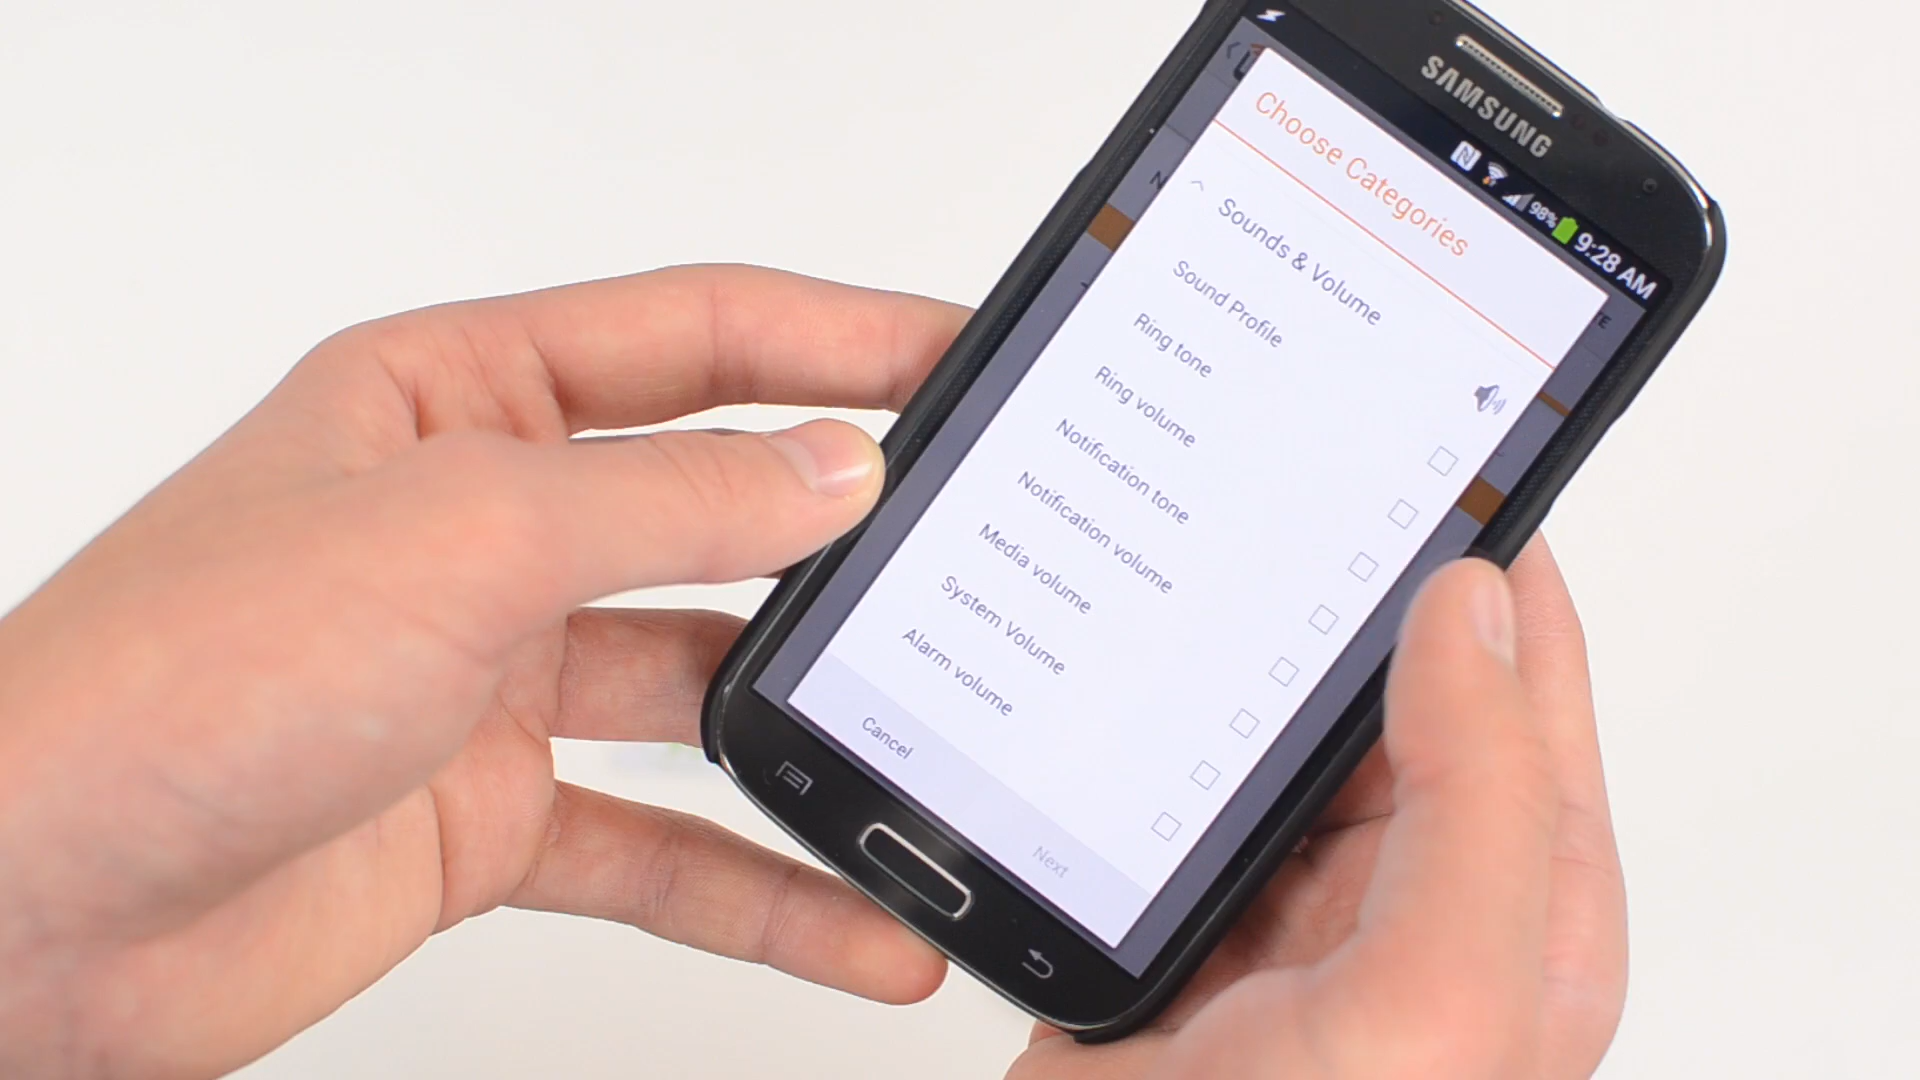 SAMSUNG
98% 9:28 AM
Choose Categories
Sounds & Volume
Sound Profile
Ring tone
Ring volume
Notification tone
Notification volume
Media volume
System Volume
Alarm volume
Cancel
Next